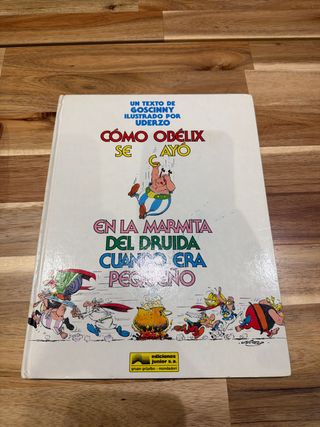 UN TEXTO DE
GOSCINNY
ILUSTRADO POR
UDERZO
CÓMO OBÉLIX
SE CAYÓ
EN LA MARMITA
DEL DRUIDA
CUANDO ERA
PEQUEÑO
ediciones
junior s.a.
grupo grijalbo-mondadori